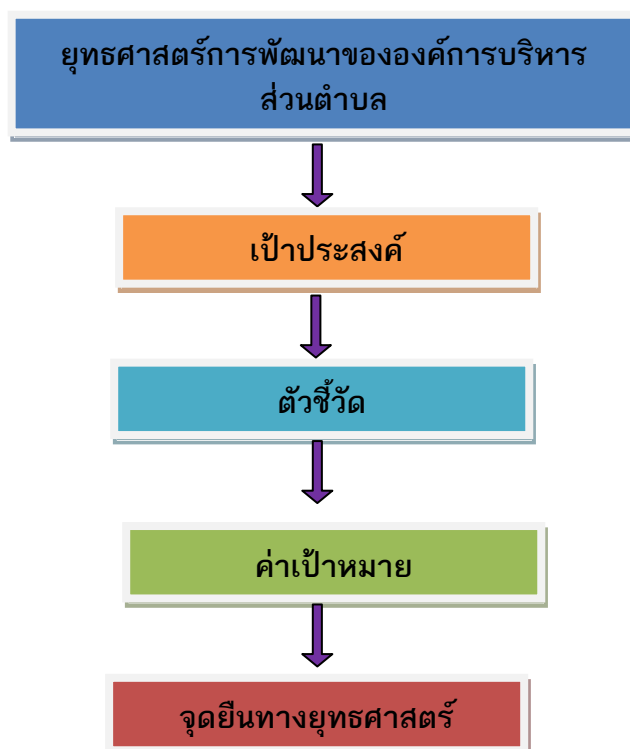 ยุทธศาสตร์การพัฒนาขององค์การบริหาร
ส่วนตำบล
เป้าประสงค์
ตัวชี้วัด
ค่าเป้าหมาย
จุดยืนทางยุทธศาสตร์